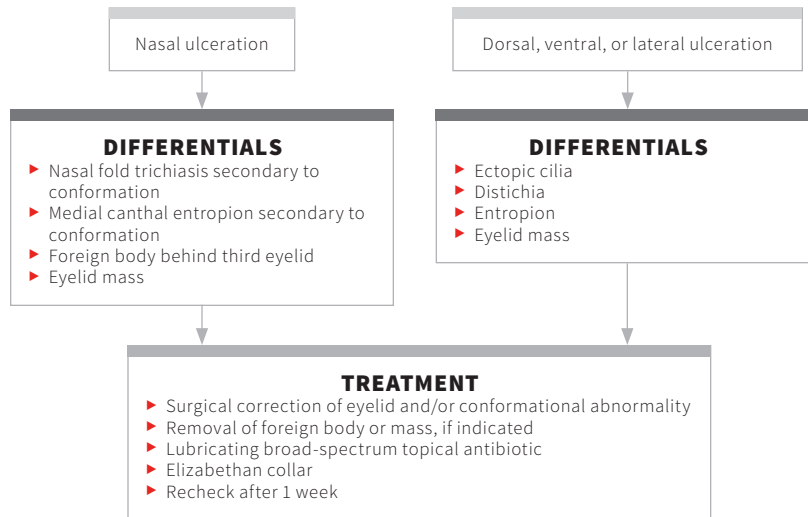 Nasal ulceration
DIFFERENTIALS
Nasal fold trichiasis secondary to
conformation
Medial canthal entropion secondary to
conformation
Foreign body behind third eyelid
Eyelid mass
Dorsal, ventral, or lateral ulceration
DIFFERENTIALS
Ectopic cilia
Distichia
Entropion
Eyelid mass
TREATMENT
Surgical correction of eyelid and/or conformational abnormality
Removal of foreign body or mass, if indicated
Lubricating broad-spectrum topical antibiotic
Elizabethan collar
Recheck after 1 week